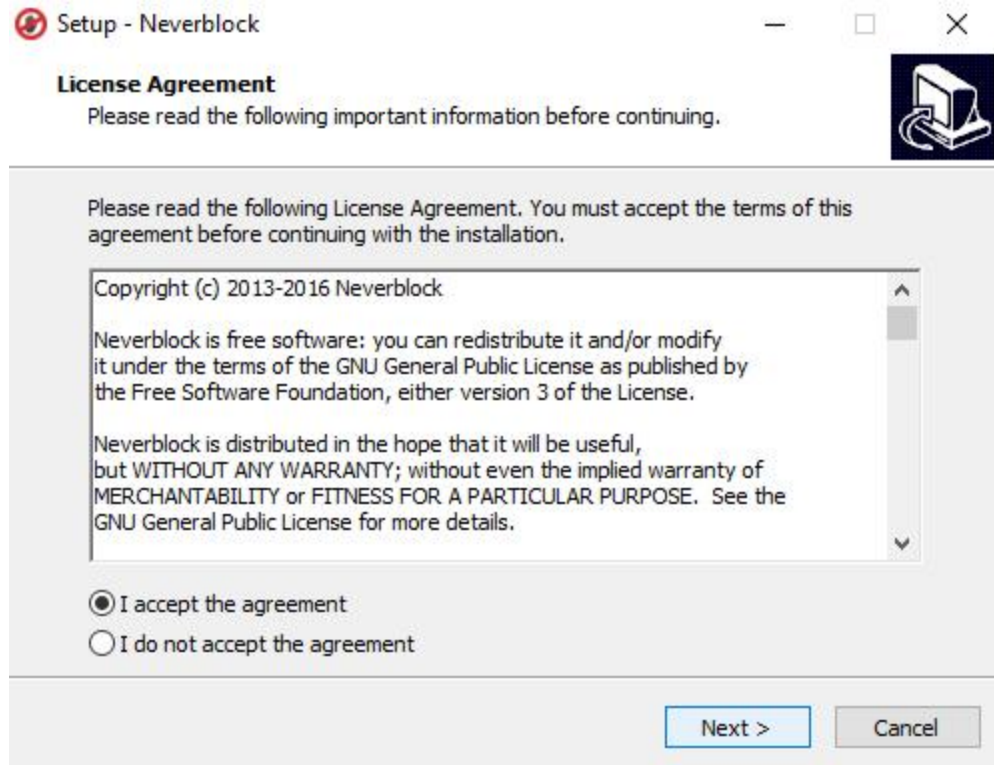 Setup - Neverblock
License Agreement
Please read the following important information before continuing.
Please read the following License Agreement. You must accept the terms of this
agreement before continuing with the installation.
Copyright (c) 2013-2016 Neverblock
Neverblock is free software: you can redistribute it and/or modify
it under the terms of the GNU General Public License as published by
the Free Software Foundation, either version 3 of the License.
Neverblock is distributed in the hope that it will be useful,
but WITHOUT ANY WARRANTY; without even the implied warranty of
MERCHANTABILITY or FITNESS FOR A PARTICULAR PURPOSE.  See the
GNU General Public License for more details.
I accept the agreement
I do not accept the agreement
Next >
Cancel